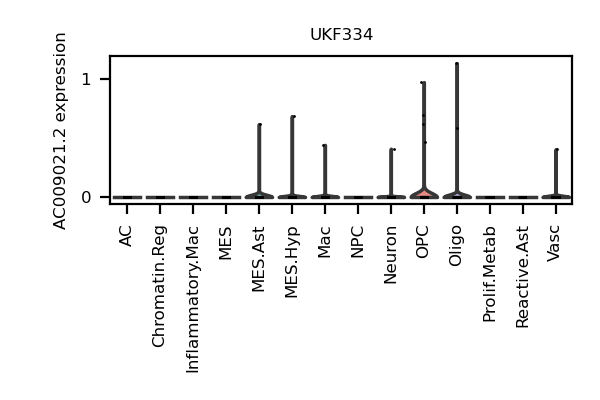 UKF334
AC009021.2 expression
1
0
AC
Chromatin.Reg
Inflammatory.Mac
MES
MES.Ast
MES.Hyp
Mac
NPC
Neuron
OPC
Oligo
Prolif.Metab
Reactive.Ast
Vasc